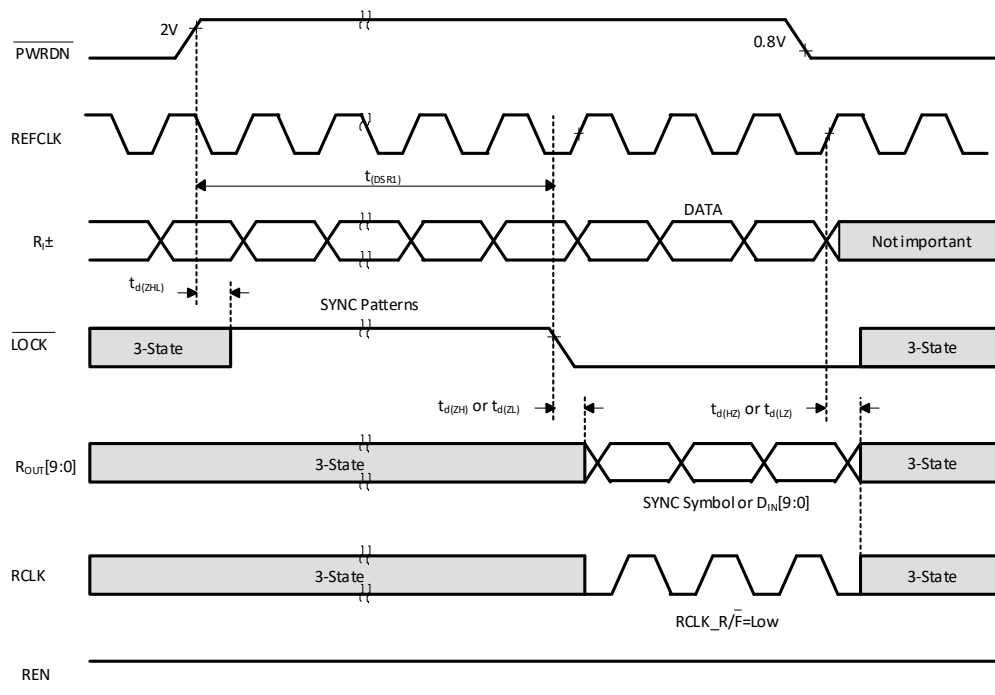 2V
PWRDN
0.8V
REFCLK
t(DSR1)
DATA
RI±
Not important
td(ZHL)
SYNC Patterns
LOCK
3-State
3-State
td(ZH) or td(ZL)
td(HZ) or td(LZ)
ROUT[9:0]
3-State
3-State
SYNC Symbol or DIN[9:0]
RCLK
3-State
3-State
RCLK_R/F̅=Low
REN